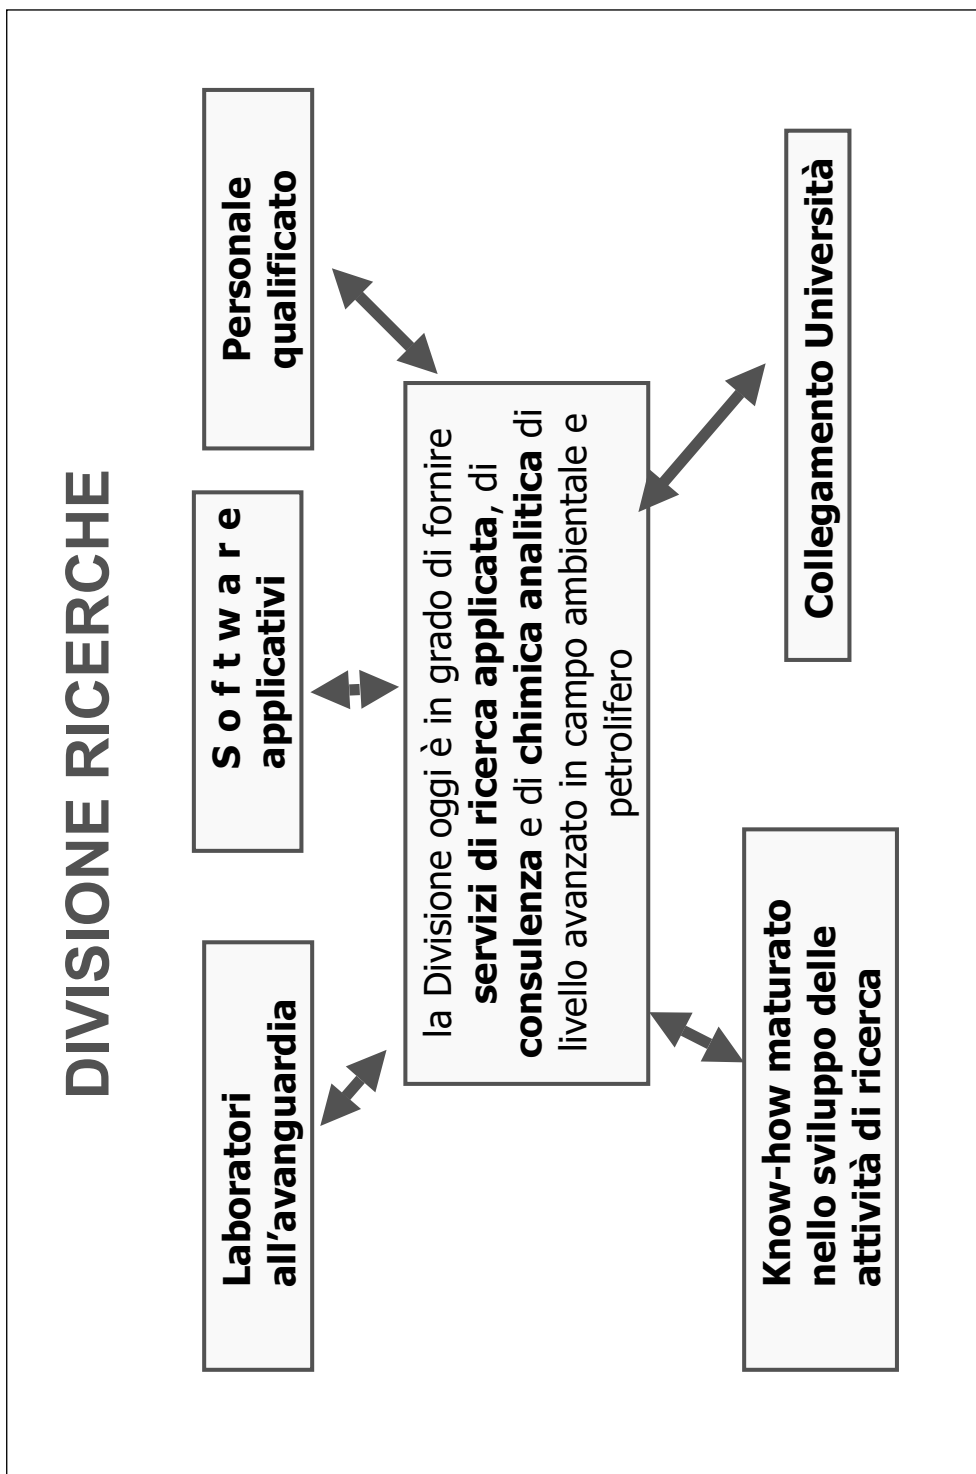 DIVISIONE RICERCHE
Laboratori
all’avanguardia
Software
applicativi
Personale
qualificato
la Divisione oggi è in grado di fornire
servizi di ricerca applicata, di
consulenza e di chimica analitica di
livello avanzato in campo ambientale e
petrolifero
Know-how maturato
nello sviluppo delle
attività di ricerca
Collegamento Università